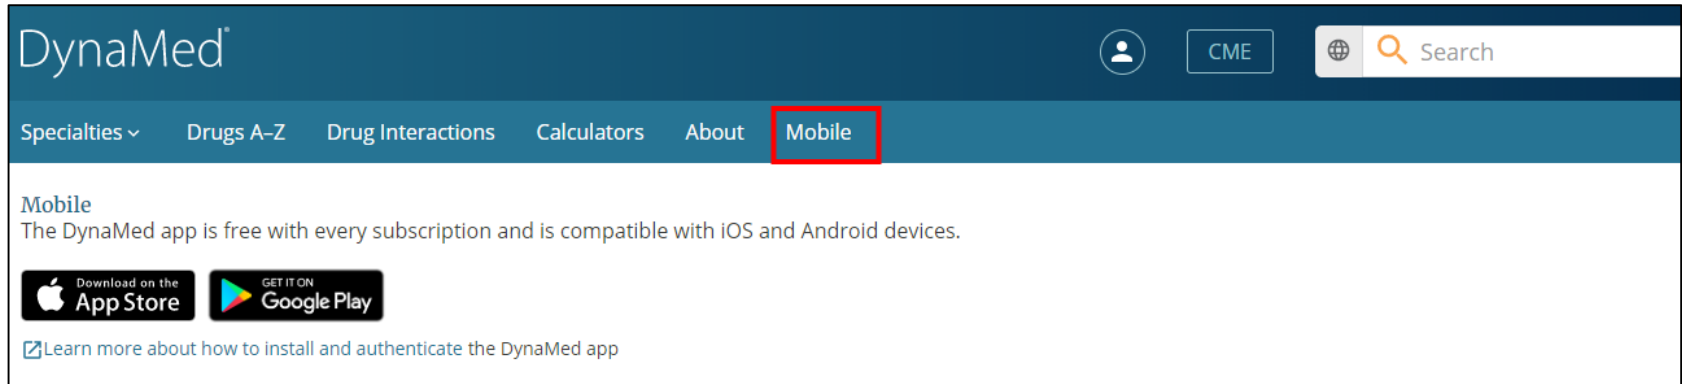 DynaMed®
CME
Search
Specialties
Drugs A–Z
Drug Interactions
Calculators
About
Mobile
Mobile
The DynaMed app is free with every subscription and is compatible with iOS and Android devices.
Download on the
App Store
GET IT ON
Google Play
Learn more about how to install and authenticate the DynaMed app